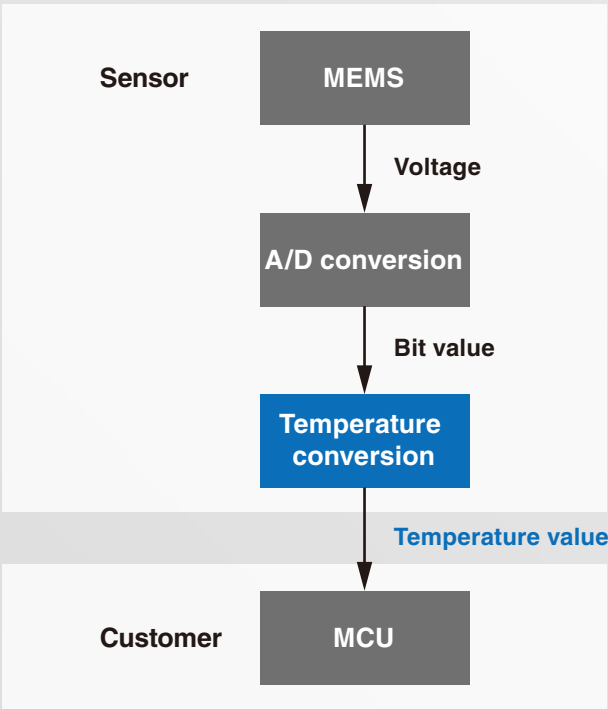 Sensor
MEMS
Voltage
A/D conversion
Bit value
Temperature
conversion
Temperature value
Customer
MCU